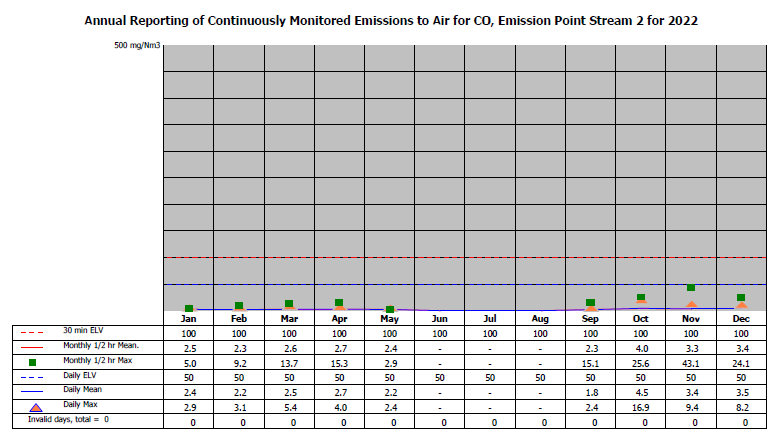 Annual Reporting of Continuously Monitored Emissions to Air for CO, Emission Point Stream 2 for 2022
500 mg/Nm3
Jan Feb Mar Apr May Jun Jul Aug Sep Oct Nov Dec
30 min ELV 100 100 100 100 100 100 100 100 100 100 100 100
Monthly 1/2 hr Mean. 2.5 2.3 2.6 2.7 2.4 - - - 2.3 4.0 3.3 3.4
Monthly 1/2 hr Max 5.0 9.2 13.7 15.3 2.9 - - - 15.1 25.6 43.1 24.1
Daily ELV 50 50 50 50 50 50 50 50 50 50 50 50
Daily Mean 2.4 2.2 2.5 2.7 2.2 - - - 1.8 4.5 3.4 3.5
Daily Max 2.9 3.1 5.4 4.0 2.4 - - - 2.4 16.9 9.4 8.2
Invalid days, total = 0 0 0 0 0 0 0 0 0 0 0 0 0